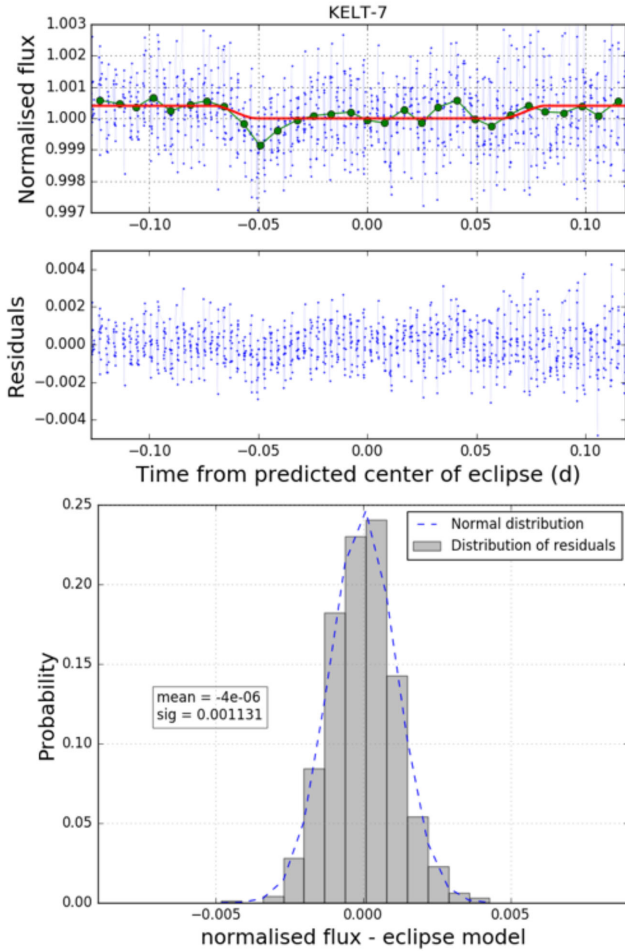 KELT-7
1.003
1.002
1.001
1.000
0.999
0.998
0.997
Normalised flux
−0.10 −0.05 0.00 0.05 0.10
0.004
0.002
0.000
−0.002
−0.004
Residuals
−0.10 −0.05 0.00 0.05 0.10
Time from predicted center of eclipse (d)
0.25
0.20
0.15
0.10
0.05
0.00
Probability
Normal distribution
Distribution of residuals
mean = -4e-06
sig = 0.001131
−0.005 0.000 0.005
normalised flux - eclipse model